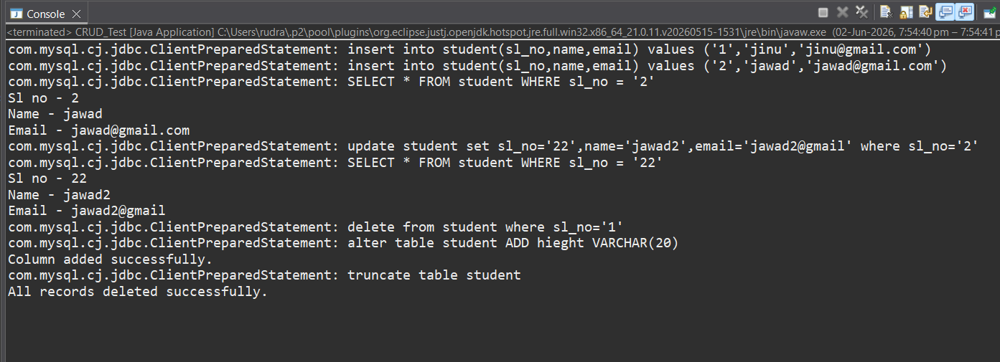 Console
<terminated> CRUD_Test [Java Application] C:\Users\rudra\.p2\pool\plugins\org.eclipse.justj.openjdk.hotspot.jre.full.win32.x86_64_21.0.11.v20260515-1531\jre\bin\javaw.exe (02-Jun-2026, 7:54:40 pm – 7:54:41 p
com.mysql.cj.jdbc.ClientPreparedStatement: insert into student(sl_no,name,email) values ('1','jinu','jinu@gmail.com')
com.mysql.cj.jdbc.ClientPreparedStatement: insert into student(sl_no,name,email) values ('2','jawad','jawad@gmail.com')
com.mysql.cj.jdbc.ClientPreparedStatement: SELECT * FROM student WHERE sl_no = '2'
Sl no - 2
Name - jawad
Email - jawad@gmail.com
com.mysql.cj.jdbc.ClientPreparedStatement: update student set sl_no='22',name='jawad2',email='jawad2@gmail' where sl_no='2'
com.mysql.cj.jdbc.ClientPreparedStatement: SELECT * FROM student WHERE sl_no = '22'
Sl no - 22
Name - jawad2
Email - jawad2@gmail
com.mysql.cj.jdbc.ClientPreparedStatement: delete from student where sl_no='1'
com.mysql.cj.jdbc.ClientPreparedStatement: alter table student ADD hieght VARCHAR(20)
Column added successfully.
com.mysql.cj.jdbc.ClientPreparedStatement: truncate table student
All records deleted successfully.